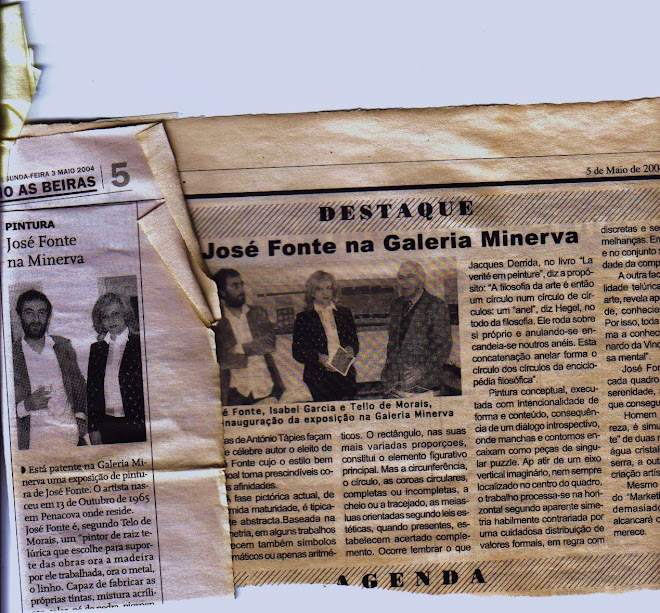 SEGUNDA-FEIRA 3 MAIO 2004
IO AS BEIRAS 5
PINTURA
José Fonte
na Minerva
Está patente na Galeria Mi-
nerva uma exposição de pintu-
ra de José Fonte. O artista nas-
ceu em 13 de Outubro de 1965
em Penacova onde reside.
José Fonte é, segundo Telo de
Morais, um "pintor de raiz te-
lúrica que escolhe para supor-
te das obras ora a madeira
por ele trabalhada, ora o metal,
o linho. Capaz de fabricar as
próprias tintas, mistura acríli-
5 de Maio de 200
DESTAQUE
José Fonte na Galeria Minerva
é Fonte, Isabel Garcia e Tello de Morais,
nauguração da exposição na Galeria Minerva
as de António Tàpies façam
e célebre autor o eleito de
Fonte cujo o estilo bem
oal torna prescindíveis co-
s afinidades.
fase pictórica actual, de
nida maturidade, é tipica-
e abstracta.Baseada na
metria, em alguns trabalhos
recem também símbolos
máticos ou apenas aritmé-
ticos. O rectângulo, nas suas
mais variadas proporções,
constitui o elemento figurativo
principal. Mas a circunferência,
o círculo, as coroas circulares,
completas ou incompletas, a
cheio ou a tracejado, as meias-
luas orientadas segundo leis es-
téticas, quando presentes, es-
tabelecem acertado comple-
mento. Ocorre lembrar o que
Jacques Derrida, no livro "La
verité em peinture", diz a propó-
sito: "A filosofia da arte é então
um círculo num círculo de cír-
culos: um "anel", diz Hegel, no
todo da filosofia. Ele roda sobre
si próprio e anulando-se en-
candeia-se noutros anéis. Esta
concatenação anelar forma o
círculo dos círculos da enciclo-
pédia filosófica".
Pintura conceptual, execu-
tada com intencionalidade de
forma e conteúdo, consequên-
cia de um diálogo introspectivo,
onde manchas e contornos en-
caixam como peças de singu-
lar puzzle. Ap atir de um eixo
vertical imaginário, nem sempre
localizado no centro do quadro,
o trabalho processa-se na hori-
zontal segundo aparente sime-
tria habilmente contrariada por
uma cuidadosa distribuição de
valores formais, em regra com
discretas e se
melhanças. En
e no conjunto s
dade da comp
A outra fac
lidade telúric
arte, revela ap
de, conhecie
Por isso, toda
ma a conheci
nardo da Vinc
sa mental".
José Fon
cada quadro
serenidade,
que consegu
Homem
reza, é simu
te" de duas r
água cristal
serra, a outr
criação artís
Mesmo
do "Market
demasiado
alcançará o
merece.
AGENDA